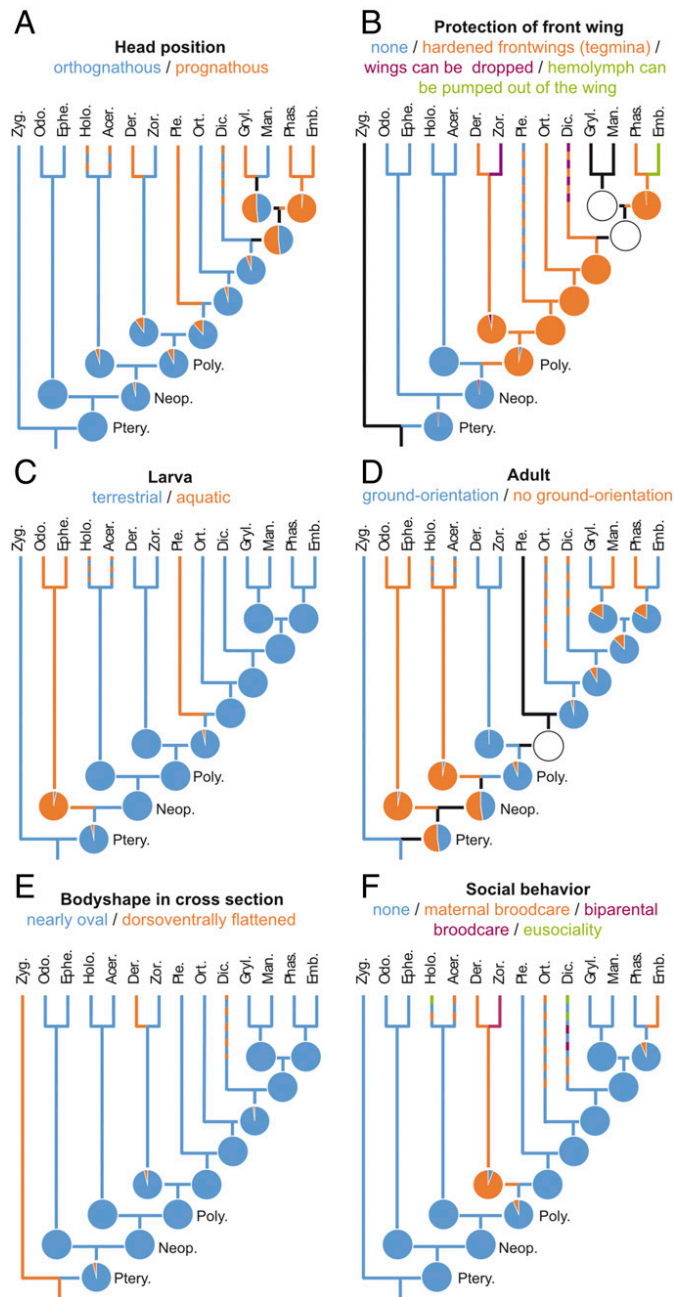 A
Head position
orthognathous / prognathous
Zyg.
Odo.
Ephe.
Holo.
Acer.
Der.
Zor.
Ple.
Ort.
Dic.
Gryl.
Man.
Phas.
Emb.
Poly.
Neop.
Ptery.
B
Protection of front wing
none / hardened frontwings (tegmina) /
wings can be dropped / hemolymph can
be pumped out of the wing
Zyg.
Odo.
Ephe.
Holo.
Acer.
Der.
Zor.
Ple.
Ort.
Dic.
Gryl.
Man.
Phas.
Emb.
Poly.
Neop.
Ptery.
C
Larva
terrestrial / aquatic
Zyg.
Odo.
Ephe.
Holo.
Acer.
Der.
Zor.
Ple.
Ort.
Dic.
Gryl.
Man.
Phas.
Emb.
Poly.
Neop.
Ptery.
D
Adult
ground-orientation / no ground-orientation
Zyg.
Odo.
Ephe.
Holo.
Acer.
Der.
Zor.
Ple.
Ort.
Dic.
Gryl.
Man.
Phas.
Emb.
Poly.
Neop.
Ptery.
E
Bodyshape in cross section
nearly oval / dorsoventrally flattened
Zyg.
Odo.
Ephe.
Holo.
Acer.
Der.
Zor.
Ple.
Ort.
Dic.
Gryl.
Man.
Phas.
Emb.
Poly.
Neop.
Ptery.
F
Social behavior
none / maternal broodcare / biparental
broodcare / eusociality
Zyg.
Odo.
Ephe.
Holo.
Acer.
Der.
Zor.
Ple.
Ort.
Dic.
Gryl.
Man.
Phas.
Emb.
Poly.
Neop.
Ptery.